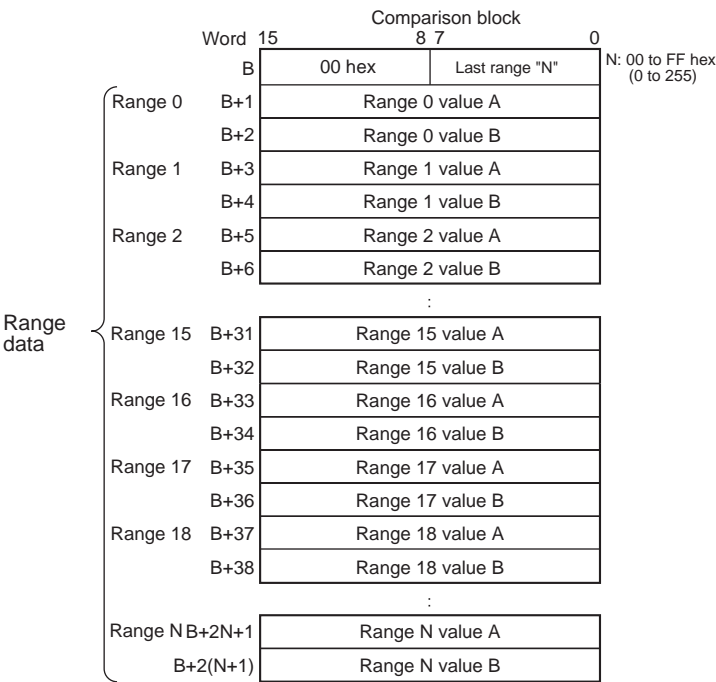 Comparison block
Word 15 8 7 0
B 00 hex Last range "N" N: 00 to FF hex
(0 to 255)
Range 0 B+1 Range 0 value A
B+2 Range 0 value B
Range 1 B+3 Range 1 value A
B+4 Range 1 value B
Range 2 B+5 Range 2 value A
B+6 Range 2 value B
:
Range data
Range 15 B+31 Range 15 value A
B+32 Range 15 value B
Range 16 B+33 Range 16 value A
B+34 Range 16 value B
Range 17 B+35 Range 17 value A
B+36 Range 17 value B
Range 18 B+37 Range 18 value A
B+38 Range 18 value B
:
Range N B+2N+1 Range N value A
B+2(N+1) Range N value B